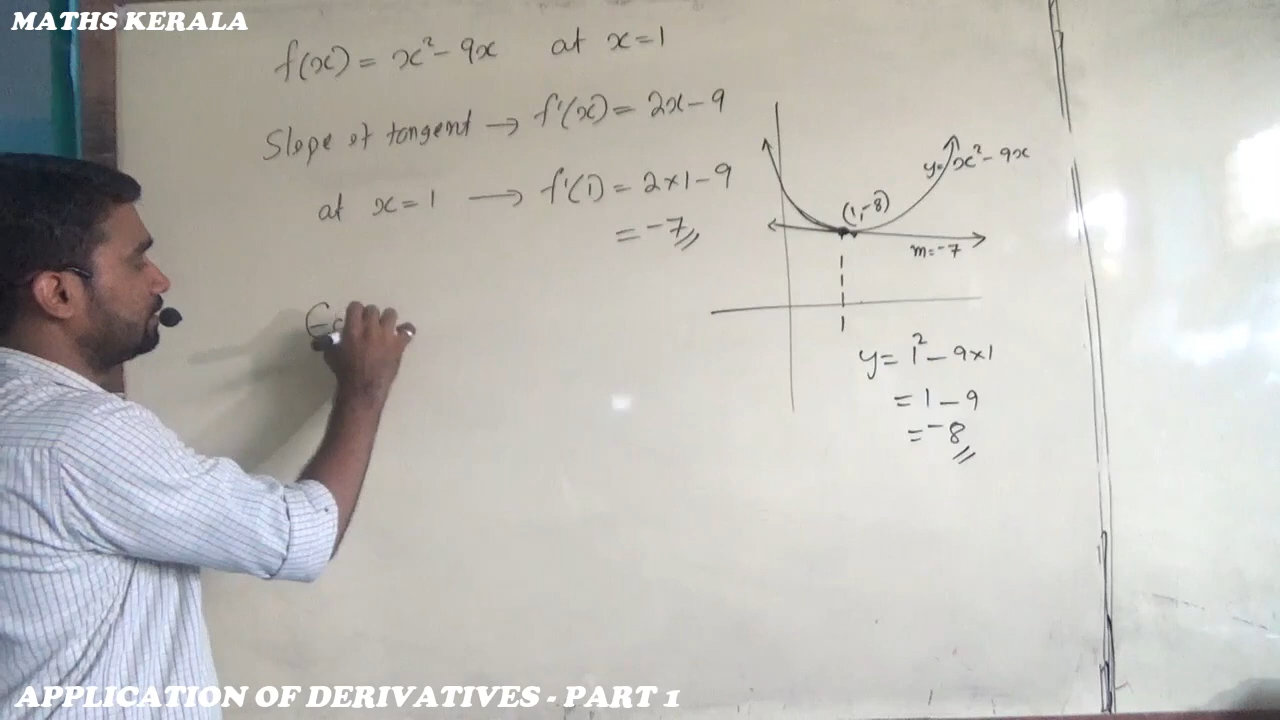 MATHS KERALA
f(x) = x² - 9x at x=1
Slope of tangent → f'(x) = 2x - 9
at x = 1 → f'(1) = 2×1 - 9
= -7
y = x² - 9x
(1, -8)
m = -7
y = 1² - 9×1
= 1 - 9
= -8
APPLICATION OF DERIVATIVES - PART 1